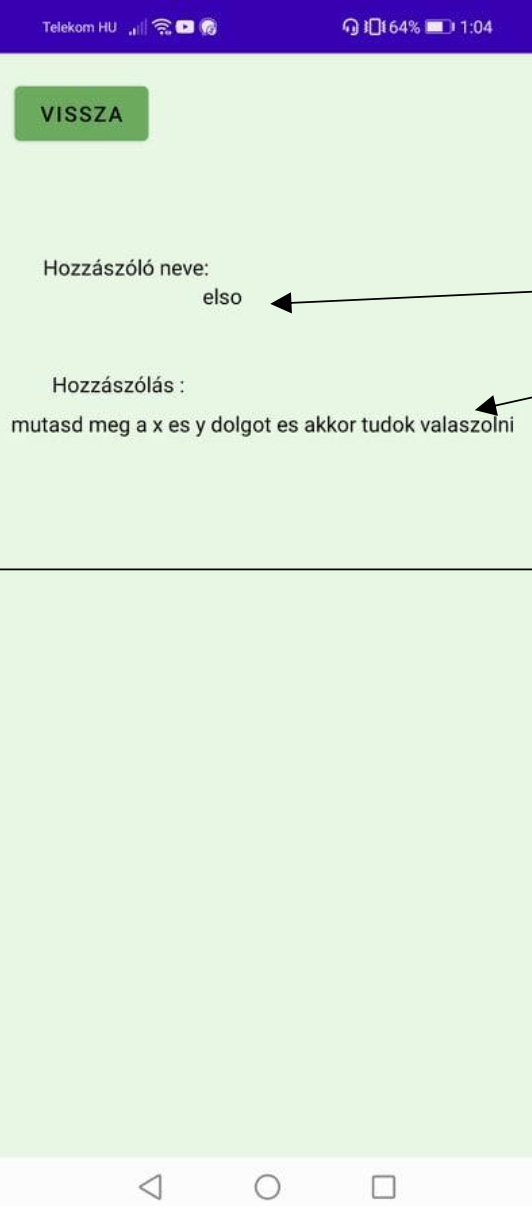 Telekom HU 64% 1:04
VISSZA
Hozzászóló neve:
elso
Hozzászólás :
mutasd meg a x es y dolgot es akkor tudok valaszolni